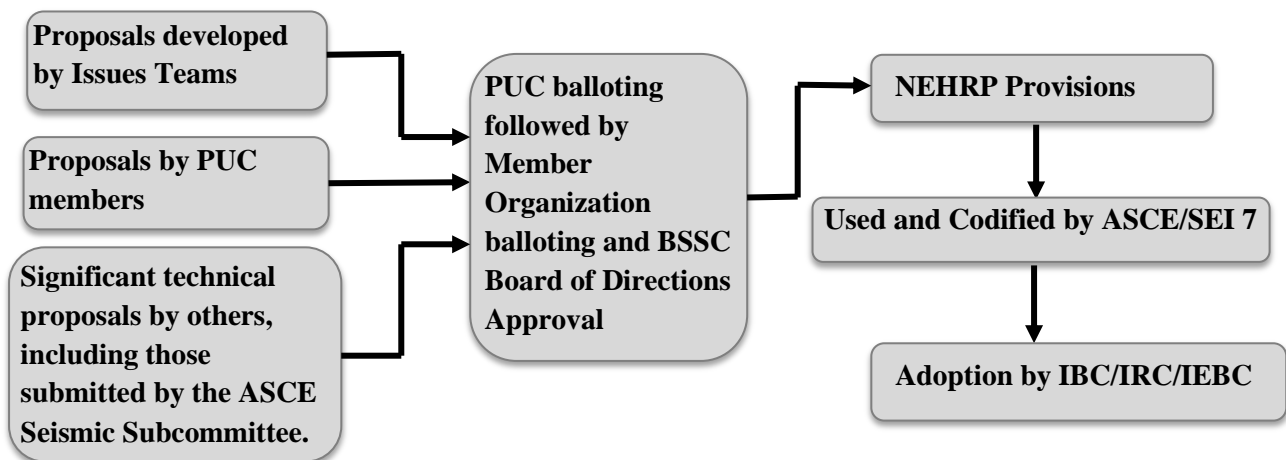 Proposals developed
by Issues Teams
Proposals by PUC
members
Significant technical
proposals by others,
including those
submitted by the ASCE
Seismic Subcommittee.
PUC balloting
followed by
Member
Organization
balloting and BSSC
Board of Directions
Approval
NEHRP Provisions
Used and Codified by ASCE/SEI 7
Adoption by IBC/IRC/IEBC